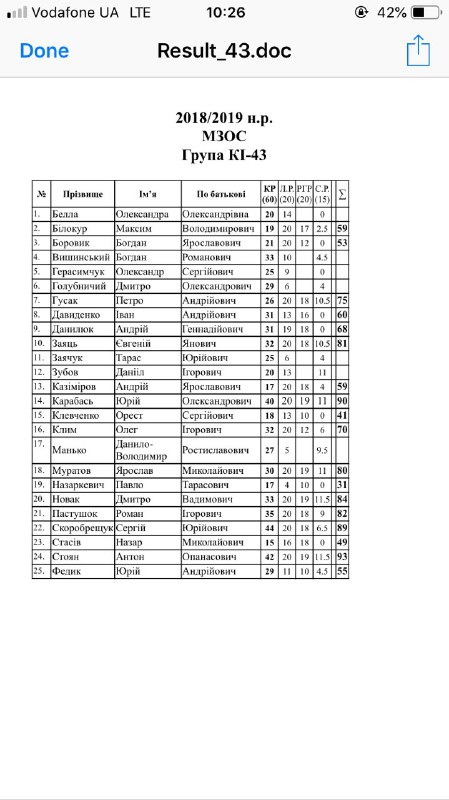 Vodafone UA LTE 10:26 42%
Done Result_43.doc
2018/2019 н.р.
МЗОС
Група КІ-43
№ Прізвище Ім'я По батькові КР (60) Л.Р. (20) РГР (20) С.Р. (15) Σ
1. Белла Олександра Олександрівна 20 14 0
2. Білокур Максим Володимирович 19 20 17 2.5 59
3. Боровик Богдан Ярославович 21 20 12 0 53
4. Вишинський Богдан Романович 33 10 4.5
5. Герасимчук Олександр Сергійович 25 9 0
6. Голубничий Дмитро Олександрович 29 6 4
7. Гусак Петро Андрійович 26 20 18 10.5 75
8. Давиденко Іван Андрійович 31 13 16 0 60
9. Данилюк Андрій Геннадійович 31 19 18 0 68
10. Заяць Євгеній Янович 32 20 18 10.5 81
11. Заячук Тарас Юрійович 25 6 4
12. Зубов Данііл Ігорович 20 13 11
13. Казіміров Андрій Ярославович 17 20 18 4 59
14. Карабась Юрій Олександрович 40 20 19 11 90
15. Клевченко Орест Сергійович 18 13 10 0 41
16. Клим Олег Ігорович 32 20 12 6 70
17. Манько Данило-Володимир Ростиславович 27 5 9.5
18. Муратов Ярослав Миколайович 30 20 19 11 80
19. Назаркевич Павло Тарасович 17 4 10 0 31
20. Новак Дмитро Вадимович 33 20 19 11.5 84
21. Пастушок Роман Ігорович 35 20 18 9 82
22. Скоробрещук Сергій Юрійович 44 20 18 6.5 89
23. Стасів Назар Миколайович 15 16 18 0 49
24. Стоян Антон Опанасович 42 20 19 11.5 93
25. Федик Юрій Андрійович 29 11 10 4.5 55